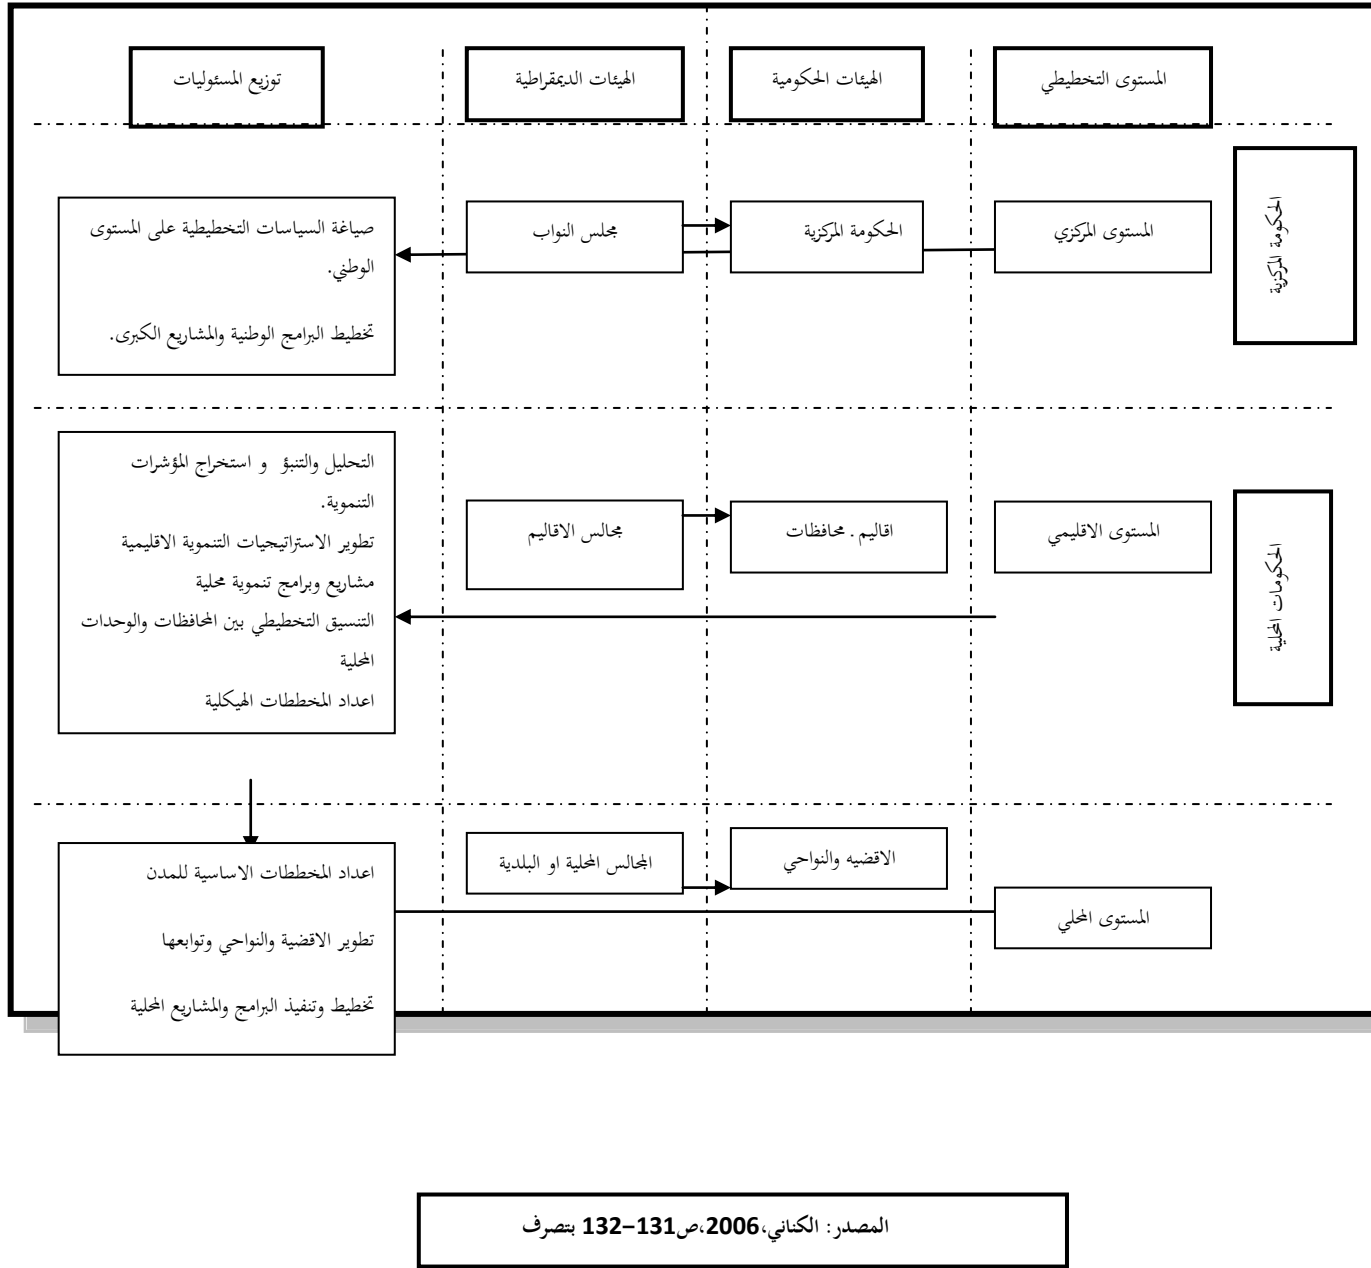 المستوى التخطيطي
الهيئات الحكومية
الهيئات الديمقراطية
توزيع المسئوليات
الحكومة المركزية
المستوى المركزي
الحكومة المركزية
مجلس النواب
صياغة السياسات التخطيطية على المستوى
الوطني.
تخطيط البرامج الوطنية والمشاريع الكبرى.
الحكومات المحلية
المستوى الاقليمي
اقاليم . محافظات
مجالس الاقاليم
التحليل والتنبؤ و استخراج المؤشرات
التنموية.
تطوير الاستراتيجيات التنموية الاقليمية
مشاريع وبرامج تنموية محلية
التنسيق التخطيطي بين المحافظات والوحدات
المحلية
اعداد المخططات الهيكلية
المستوى المحلي
الاقضيه والنواحي
المجالس المحلية او البلدية
اعداد المخططات الاساسية للمدن
تطوير الاقضية والنواحي وتوابعها
تخطيط وتنفيذ البرامج والمشاريع المحلية
المصدر: الكناني،2006،ص131–132 بتصرف